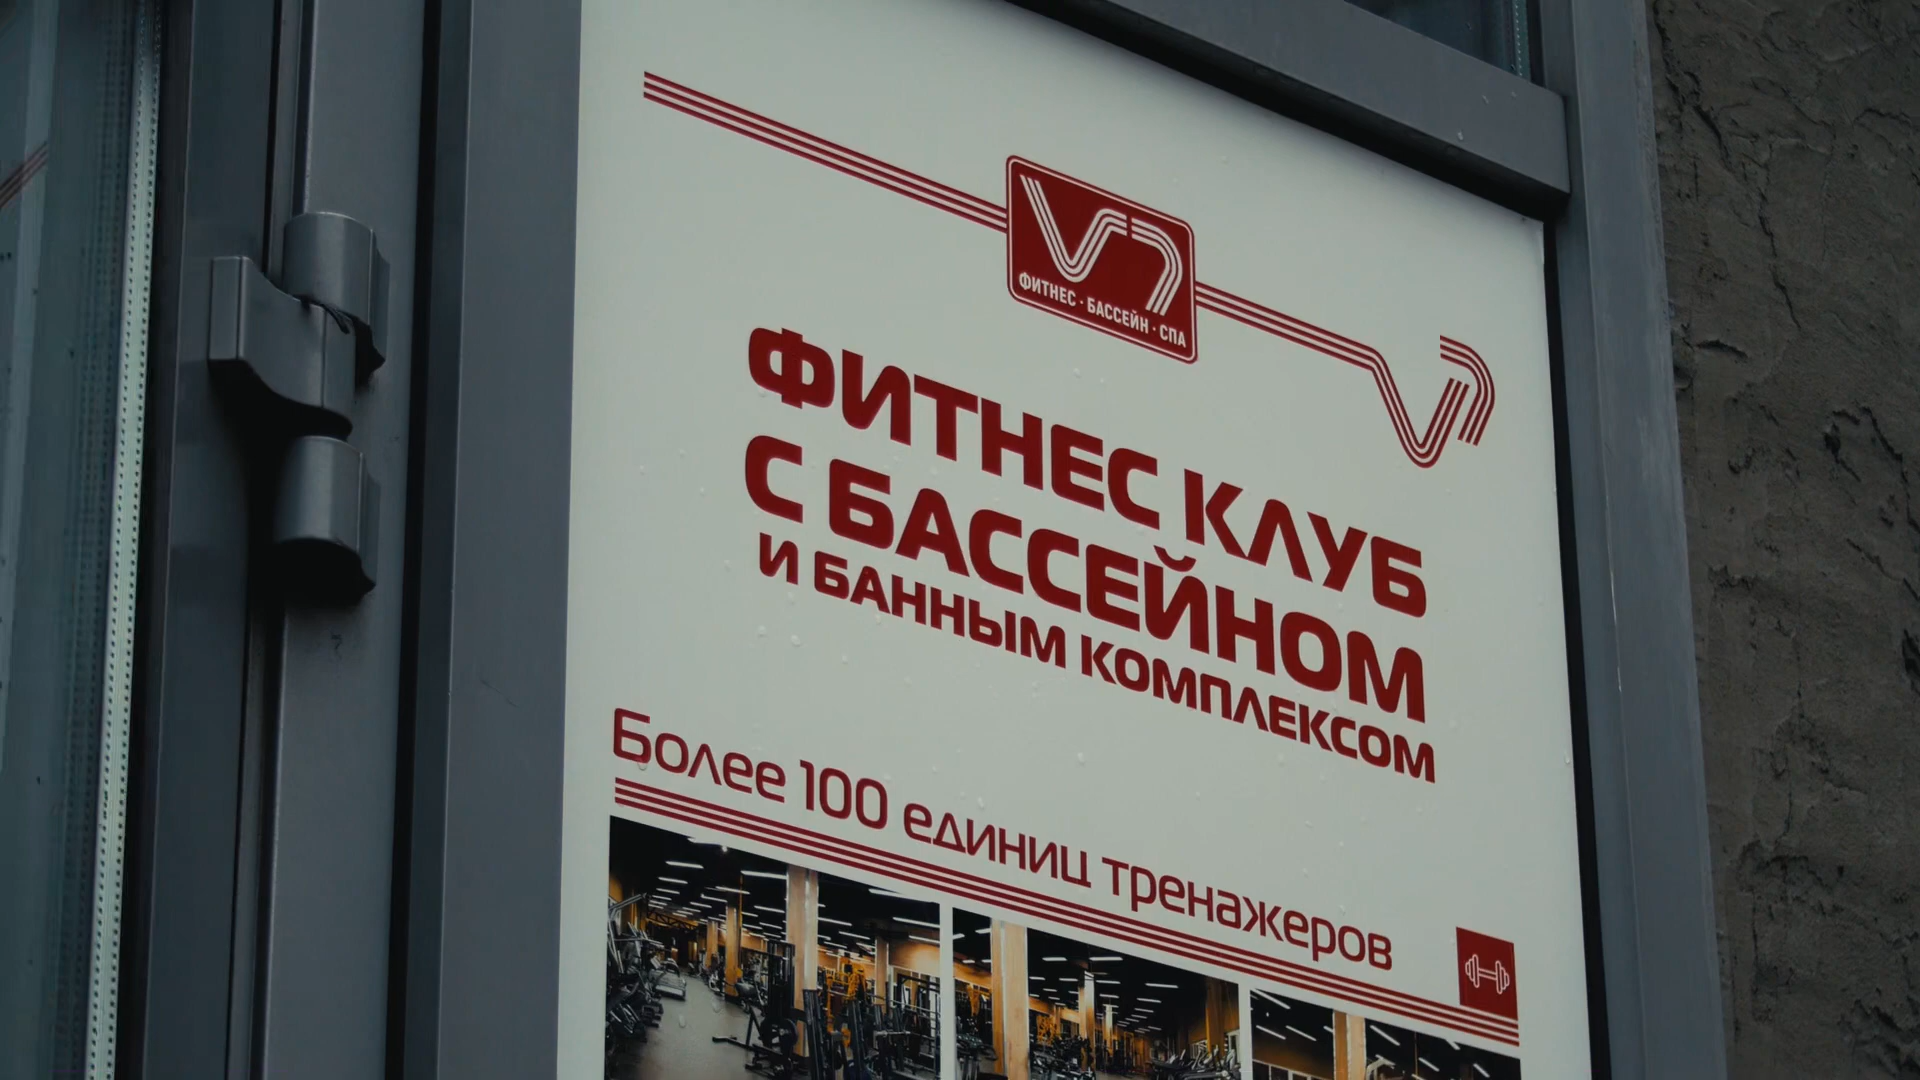 ФИТНЕС · БАССЕЙН · СПА
ФИТНЕС КЛУБ
С БАССЕЙНОМ
И БАННЫМ КОМПЛЕКСОМ
Более 100 единиц тренажеров